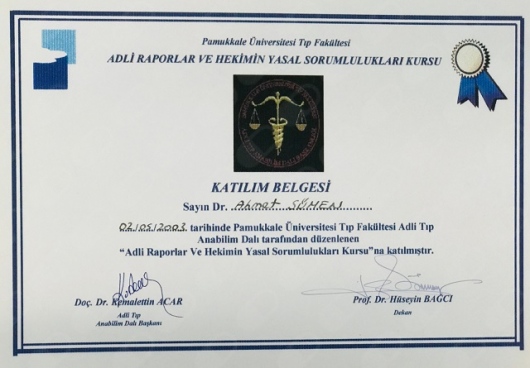 Pamukkale Üniversitesi Tıp Fakültesi
ADLİ RAPORLAR VE HEKİMİN YASAL SORUMLULUKLARI KURSU
KATILIM BELGESİ
Sayın Dr. Ahmet SÖMEN
02/05/2003 tarihinde Pamukkale Üniversitesi Tıp Fakültesi Adli Tıp
Anabilim Dalı tarafından düzenlenen
“Adli Raporlar Ve Hekimin Yasal Sorumlulukları Kursu”na katılmıştır.
Doç. Dr. Kemalettin ACAR
Adli Tıp
Anabilim Dalı Başkanı
Prof. Dr. Hüseyin BAĞCI
Dekan